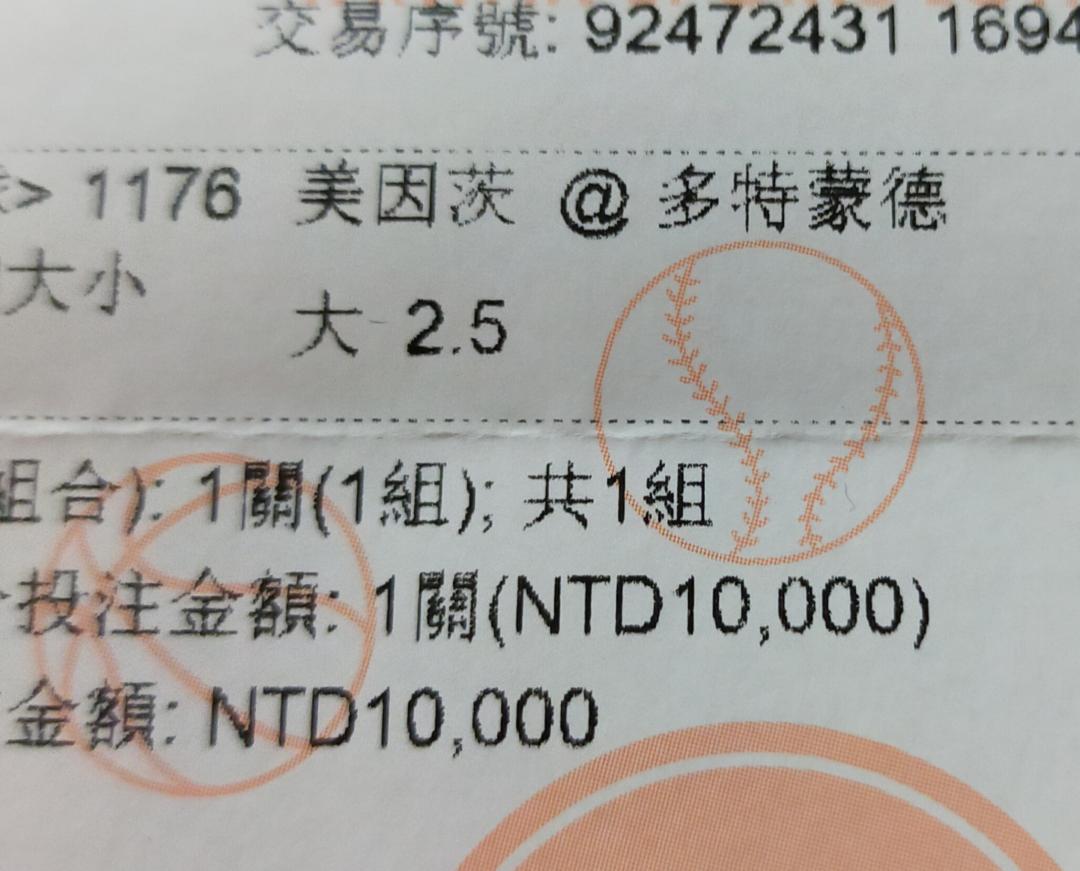 交易序號: 92472431 1694
> 1176 美因茨 @ 多特蒙德
大小
大 2.5
組合): 1關(1組); 共1組
投注金額: 1關(NTD10,000)
金額: NTD10,000